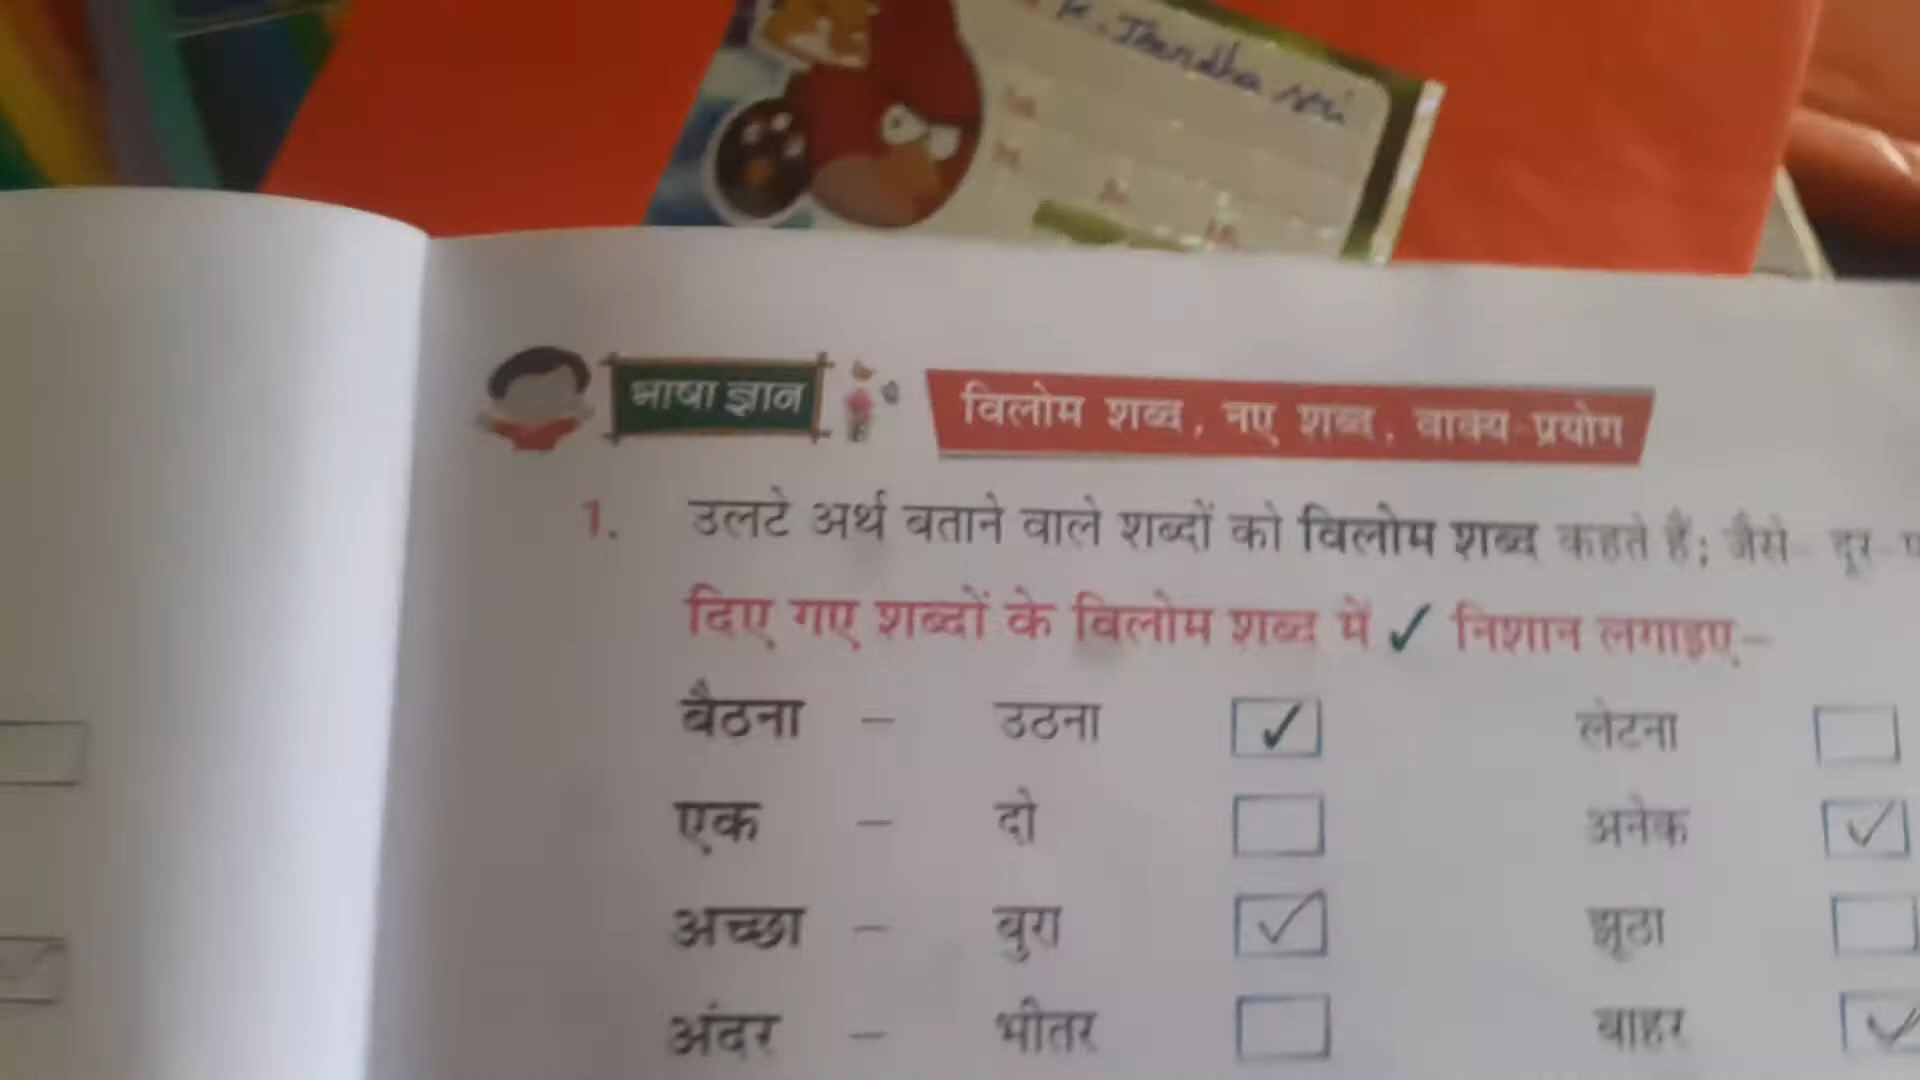 भाषा ज्ञान
विलोम शब्द, नए शब्द, वाक्य प्रयोग
1. उलटे अर्थ बताने वाले शब्दों को विलोम शब्द कहते हैं; जैसे- दूर-
दिए गए शब्दों के विलोम शब्द में ✓ निशान लगाइए-
बैठना – उठना ✓ लेटना
एक – दो अनेक ✓
अच्छा – बुरा ✓ झूठा
अंदर – भीतर बाहर ✓